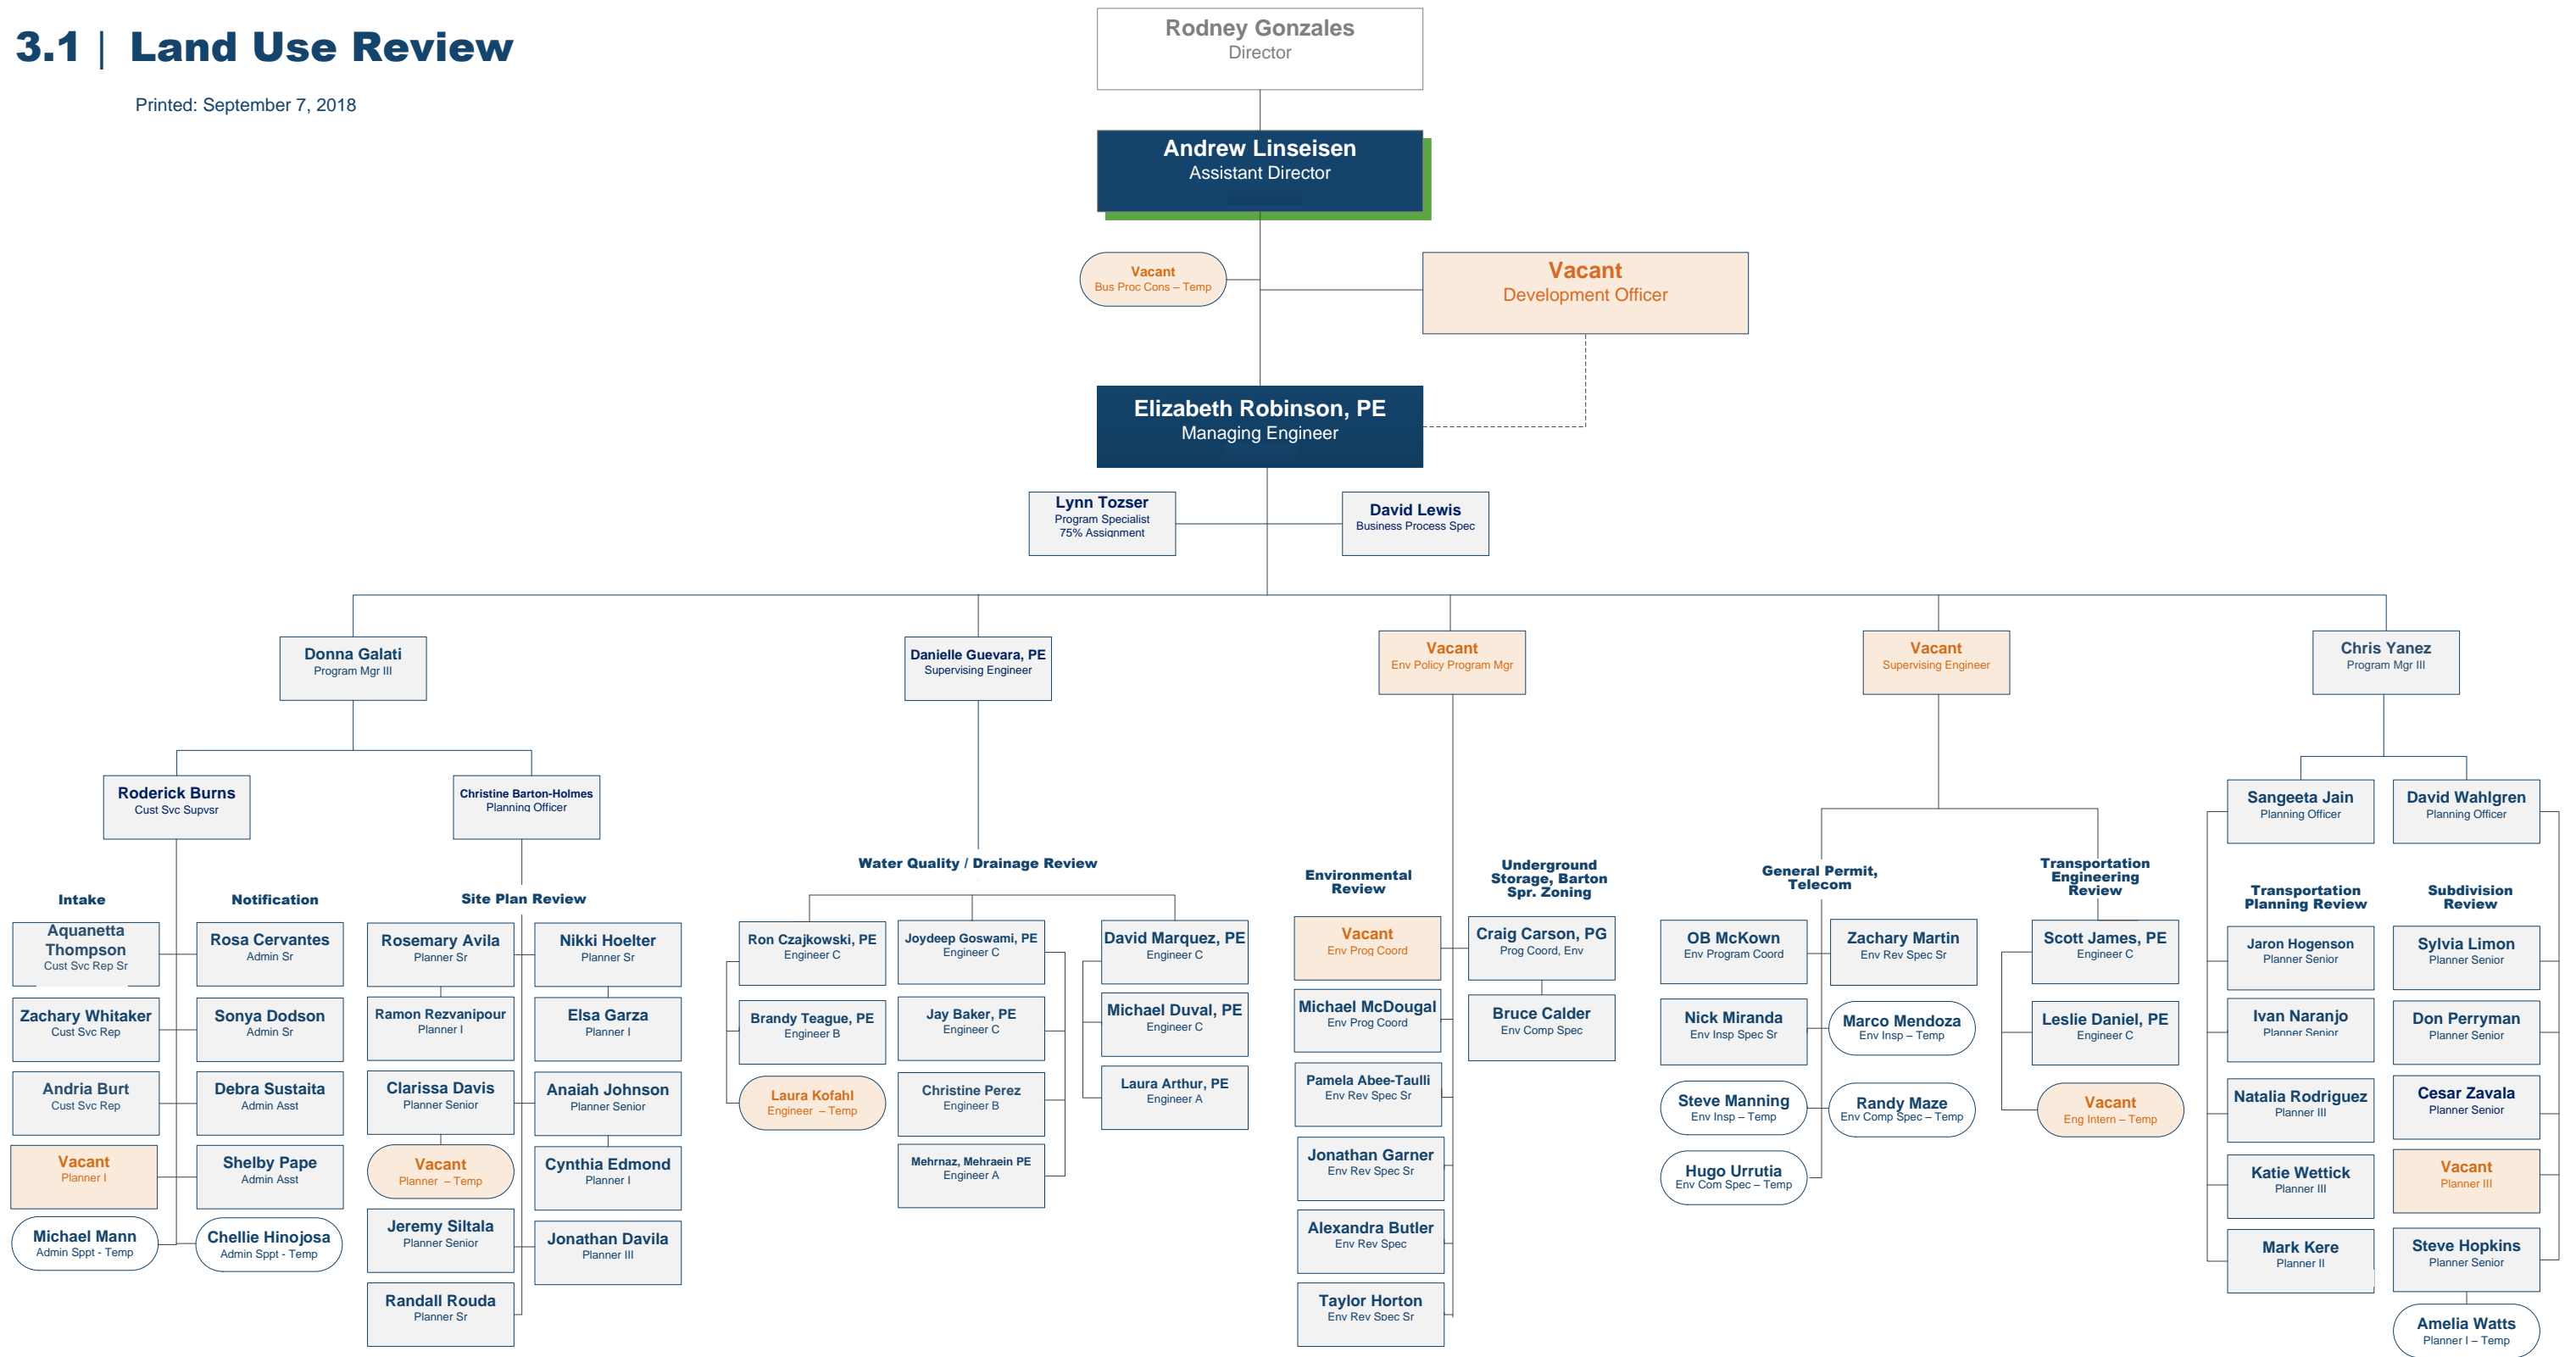 3.1 | Land Use Review
Printed: September 7, 2018
Rodney Gonzales
Director
Andrew Linseisen
Assistant Director
Vacant
Bus Proc Cons – Temp
Vacant
Development Officer
Elizabeth Robinson, PE
Managing Engineer
Lynn Tozser
Program Specialist
75% Assignment
David Lewis
Business Process Spec
Donna Galati
Program Mgr III
Danielle Guevara, PE
Supervising Engineer
Vacant
Env Policy Program Mgr
Vacant
Supervising Engineer
Chris Yanez
Program Mgr III
Roderick Burns
Cust Svc Supvsr
Christine Barton-Holmes
Planning Officer
Sangeeta Jain
Planning Officer
David Wahlgren
Planning Officer
Intake
Aquanetta
Thompson
Cust Svc Rep Sr
Zachary Whitaker
Cust Svc Rep
Andria Burt
Cust Svc Rep
Vacant
Planner I
Michael Mann
Admin Sppt - Temp
Notification
Rosa Cervantes
Admin Sr
Sonya Dodson
Admin Sr
Debra Sustaita
Admin Asst
Shelby Pape
Admin Asst
Chellie Hinojosa
Admin Sppt - Temp
Site Plan Review
Rosemary Avila
Planner Sr
Ramon Rezvanipour
Planner I
Clarissa Davis
Planner Senior
Vacant
Planner – Temp
Jeremy Siltala
Planner Senior
Randall Rouda
Planner Sr
Nikki Hoelter
Planner Sr
Elsa Garza
Planner I
Anaiah Johnson
Planner Senior
Cynthia Edmond
Planner I
Jonathan Davila
Planner III
Water Quality / Drainage Review
Ron Czajkowski, PE
Engineer C
Brandy Teague, PE
Engineer B
Laura Kofahl
Engineer – Temp
Joydeep Goswami, PE
Engineer C
Jay Baker, PE
Engineer C
Christine Perez
Engineer B
Mehrnaz, Mehraein PE
Engineer A
David Marquez, PE
Engineer C
Michael Duval, PE
Engineer C
Laura Arthur, PE
Engineer A
Environmental
Review
Vacant
Env Prog Coord
Michael McDougal
Env Prog Coord
Pamela Abee-Taulli
Env Rev Spec Sr
Jonathan Garner
Env Rev Spec Sr
Alexandra Butler
Env Rev Spec
Taylor Horton
Env Rev Spec Sr
Underground
Storage, Barton
Spr. Zoning
Craig Carson, PG
Prog Coord, Env
Bruce Calder
Env Comp Spec
General Permit,
Telecom
OB McKown
Env Program Coord
Nick Miranda
Env Insp Spec Sr
Steve Manning
Env Insp – Temp
Hugo Urrutia
Env Com Spec – Temp
Zachary Martin
Env Rev Spec Sr
Marco Mendoza
Env Insp – Temp
Randy Maze
Env Comp Spec – Temp
Transportation
Engineering
Review
Scott James, PE
Engineer C
Leslie Daniel, PE
Engineer C
Vacant
Eng Intern – Temp
Transportation
Planning Review
Jaron Hogenson
Planner Senior
Ivan Naranjo
Planner Senior
Natalia Rodriguez
Planner III
Katie Wettick
Planner III
Mark Kere
Planner II
Subdivision
Review
Sylvia Limon
Planner Senior
Don Perryman
Planner Senior
Cesar Zavala
Planner Senior
Vacant
Planner III
Steve Hopkins
Planner Senior
Amelia Watts
Planner I – Temp